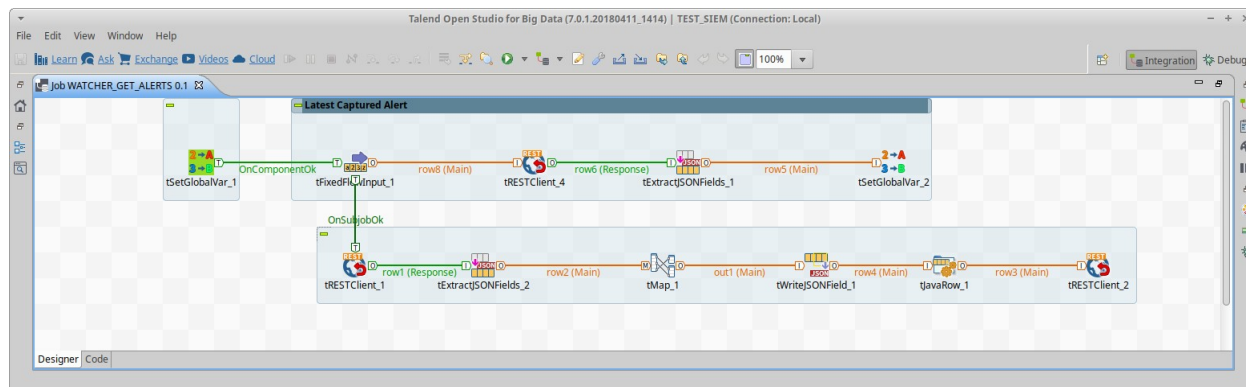 Talend Open Studio for Big Data (7.0.1.20180411_1414) | TEST_SIEM (Connection: Local)
File Edit View Window Help
Learn Ask Exchange Videos Cloud 100% Integration Debug
Job WATCHER_GET_ALERTS 0.1
Latest Captured Alert
OnComponentOk row8 (Main) row6 (Response) row5 (Main)
tSetGlobalVar_1 tFixedFlowInput_1 tRESTClient_4 tExtractJSONFields_1 tSetGlobalVar_2
OnSubjobOk
row1 (Response) row2 (Main) out1 (Main) row4 (Main) row3 (Main)
tRESTClient_1 tExtractJSONFields_2 tMap_1 tWriteJSONField_1 tJavaRow_1 tRESTClient_2
Designer Code